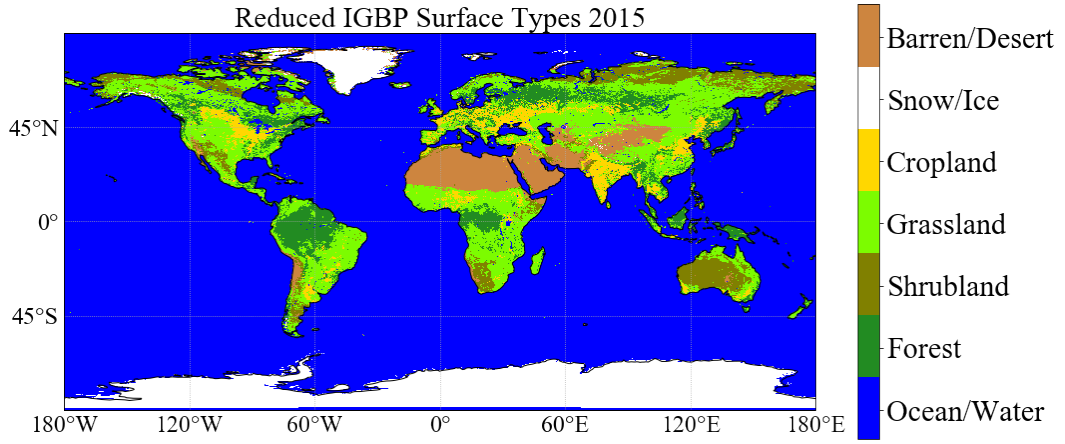 Reduced IGBP Surface Types 2015
45°N
0°
45°S
180°W
120°W
60°W
0°
60°E
120°E
180°E
Barren/Desert
Snow/Ice
Cropland
Grassland
Shrubland
Forest
Ocean/Water